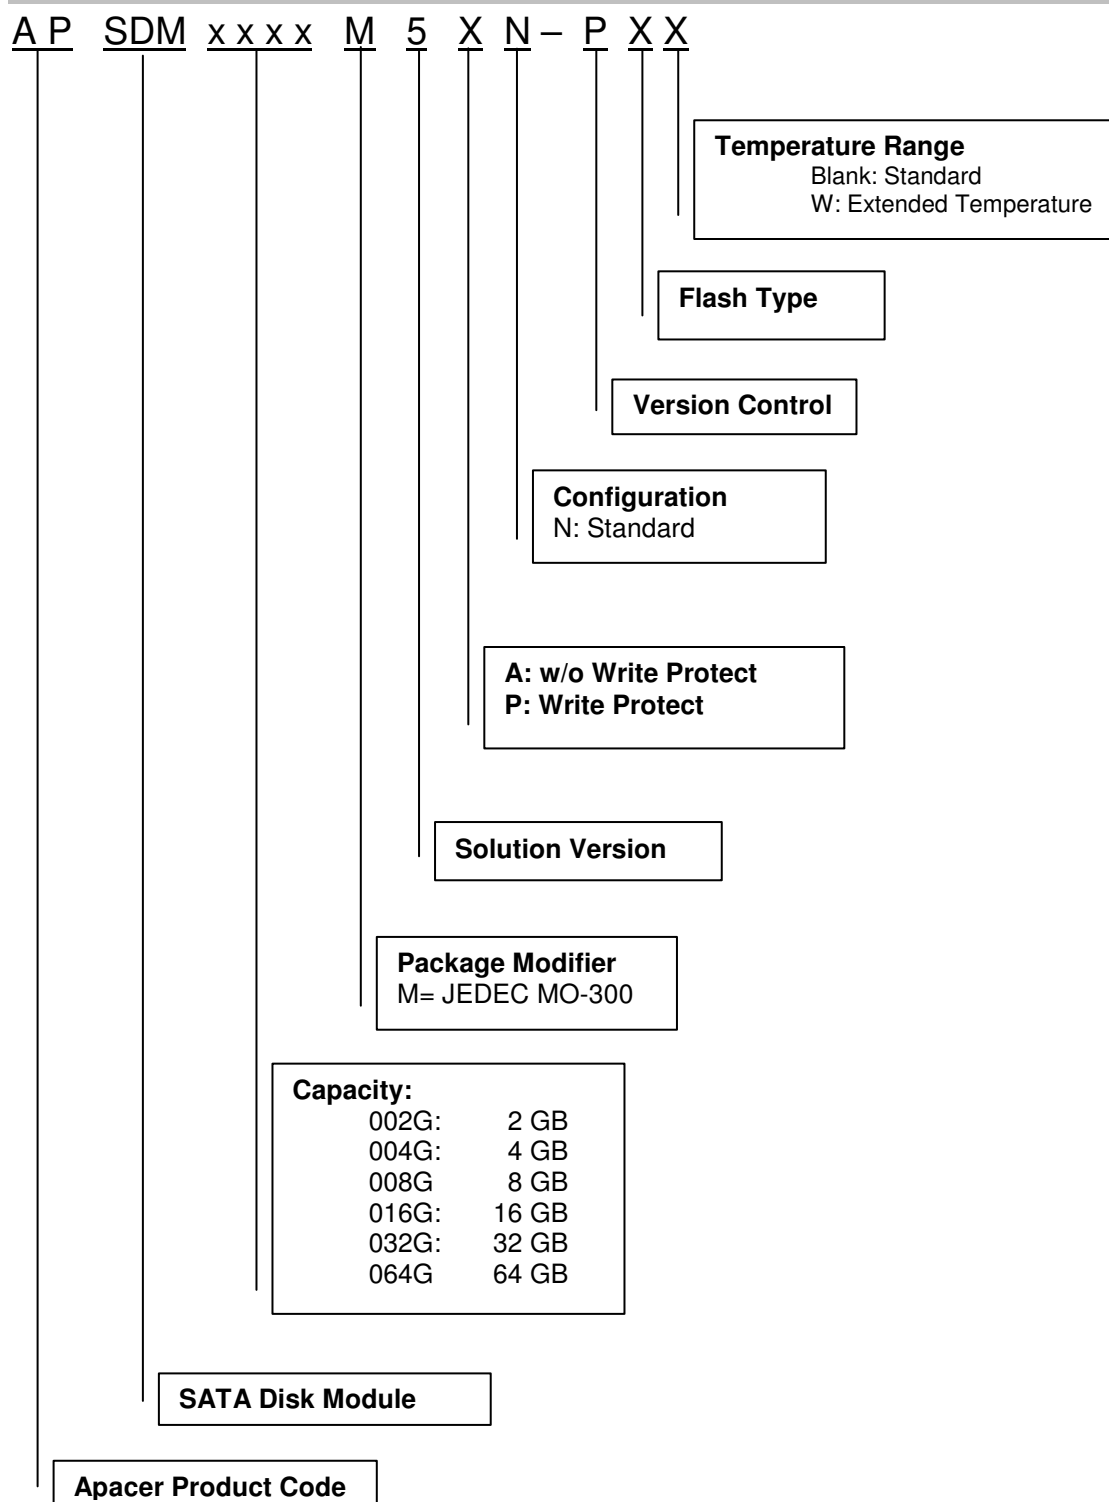 AP SDM xxxx M 5 X N – P X X
Temperature Range
Blank: Standard
W: Extended Temperature
Flash Type
Version Control
Configuration
N: Standard
A: w/o Write Protect
P: Write Protect
Solution Version
Package Modifier
M= JEDEC MO-300
Capacity:
002G: 2 GB
004G: 4 GB
008G 8 GB
016G: 16 GB
032G: 32 GB
064G 64 GB
SATA Disk Module
Apacer Product Code